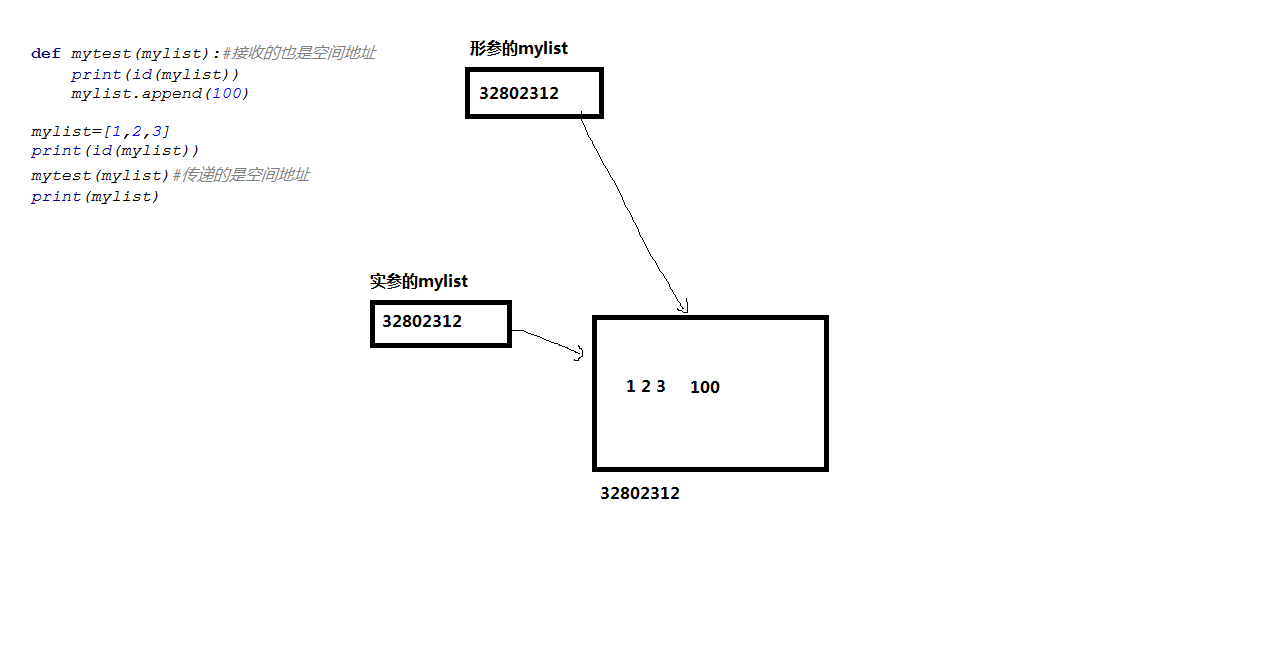 def mytest(mylist):#接收的也是空间地址
    print(id(mylist))
    mylist.append(100)
mylist=[1,2,3]
print(id(mylist))
mytest(mylist)#传递的是空间地址
print(mylist)
形参的mylist
32802312
实参的mylist
32802312
1 2 3 100
32802312